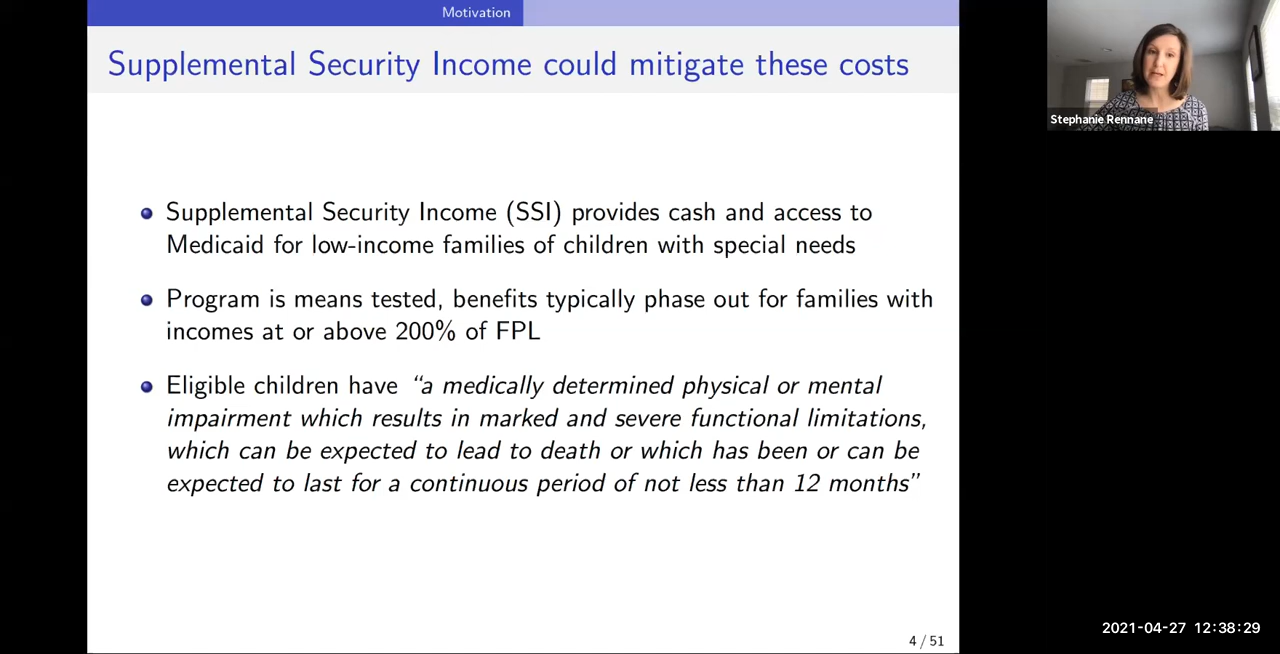 Motivation
Supplemental Security Income could mitigate these costs
Stephanie Rennane
Supplemental Security Income (SSI) provides cash and access to
Medicaid for low-income families of children with special needs
Program is means tested, benefits typically phase out for families with
incomes at or above 200% of FPL
Eligible children have “a medically determined physical or mental
impairment which results in marked and severe functional limitations,
which can be expected to lead to death or which has been or can be
expected to last for a continuous period of not less than 12 months”
4 / 51
2021-04-27 12:38:29